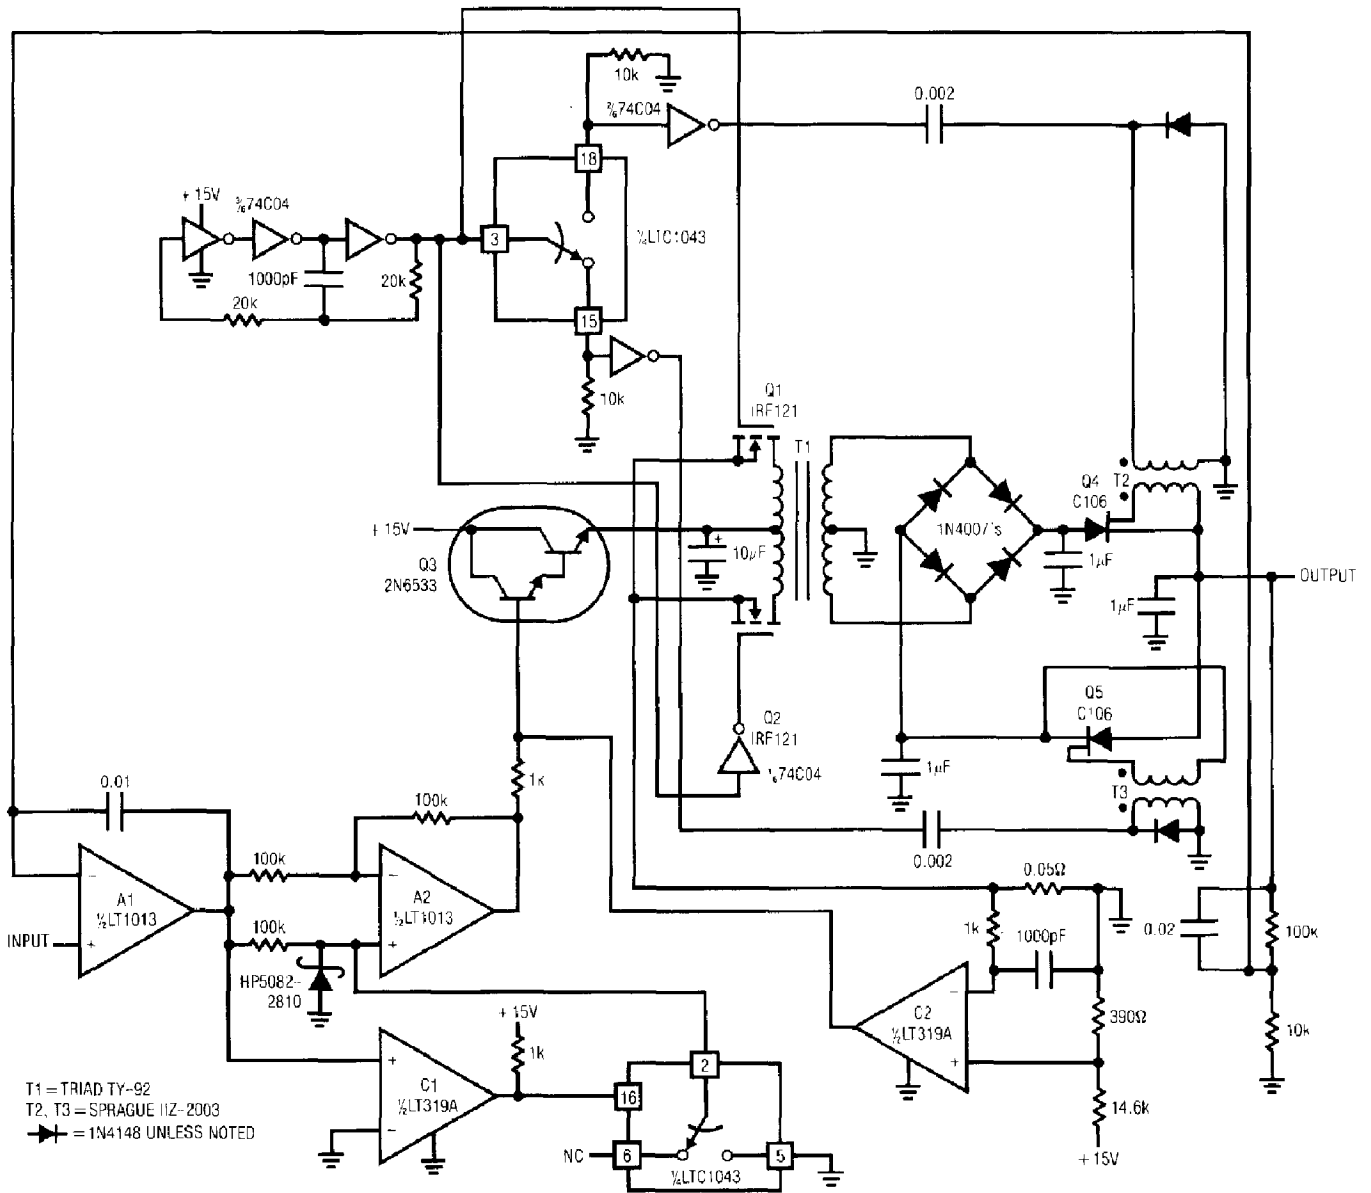 10k
²⁄₆74C04
0.002
18
+ 15V
³⁄₆74C04
3
¼LTC1043
1000pF
20k
20k
15
10k
Q1
IRF121
T1
+ 15V
Q3
2N6533
10µF
1N4007's
Q4
C106
T2
1µF
OUTPUT
1µF
Q5
C106
Q2
IRF121
⅙74C04
1µF
T3
0.01
1k
100k
0.002
100k
A1
½LT1013
A2
½LT1013
INPUT
100k
HP5082-
2810
0.05Ω
1k
1000pF
0.02
100k
+ 15V
1k
C2
½LT319A
390Ω
10k
C1
½LT319A
2
16
14.6k
NC
6
5
¼LTC1043
+ 15V
T1 = TRIAD TY-92
T2, T3 = SPRAGUE IIZ-2003
= 1N4148 UNLESS NOTED